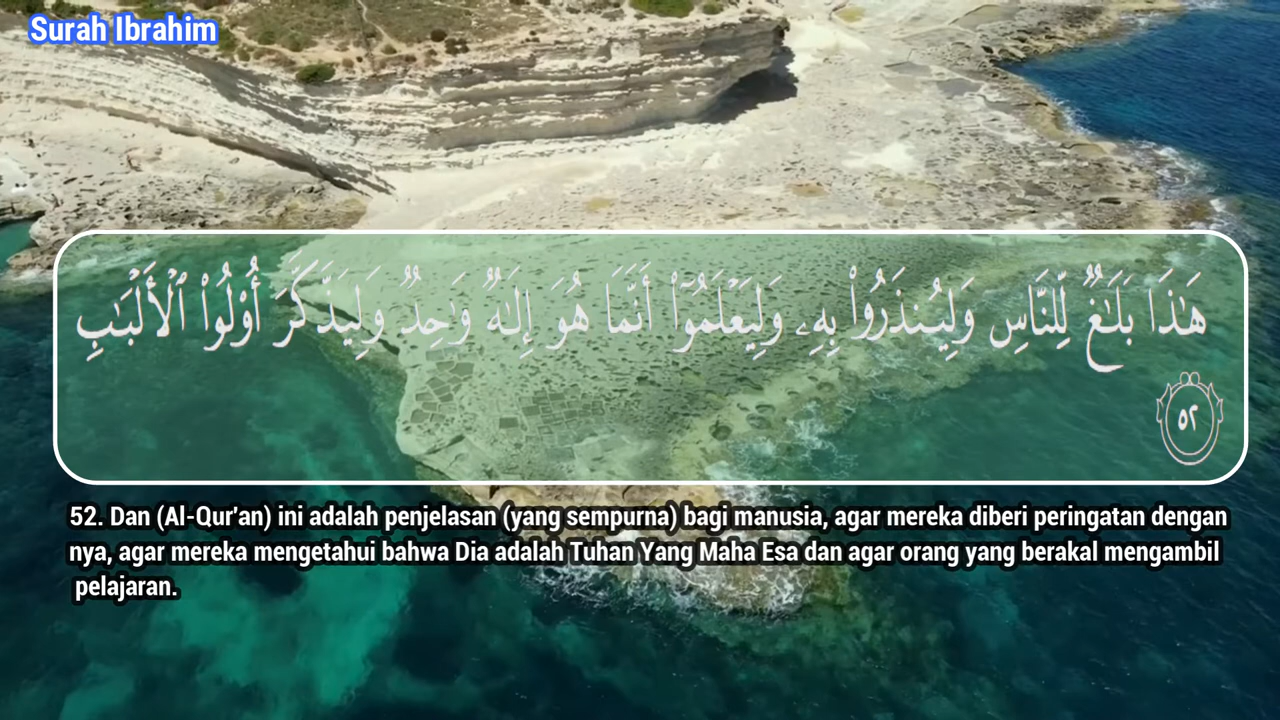 Surah Ibrahim
هَٰذَا بَلَٰغٌ لِّلنَّاسِ وَلِيُنذَرُوا۟ بِهِۦ وَلِيَعْلَمُوٓا۟ أَنَّمَا هُوَ إِلَٰهٌ وَٰحِدٌ وَلِيَذَّكَّرَ أُو۟لُوا۟ ٱلْأَلْبَٰبِ
٥٢
52. Dan (Al-Qur'an) ini adalah penjelasan (yang sempurna) bagi manusia, agar mereka diberi peringatan dengan
nya, agar mereka mengetahui bahwa Dia adalah Tuhan Yang Maha Esa dan agar orang yang berakal mengambil
pelajaran.